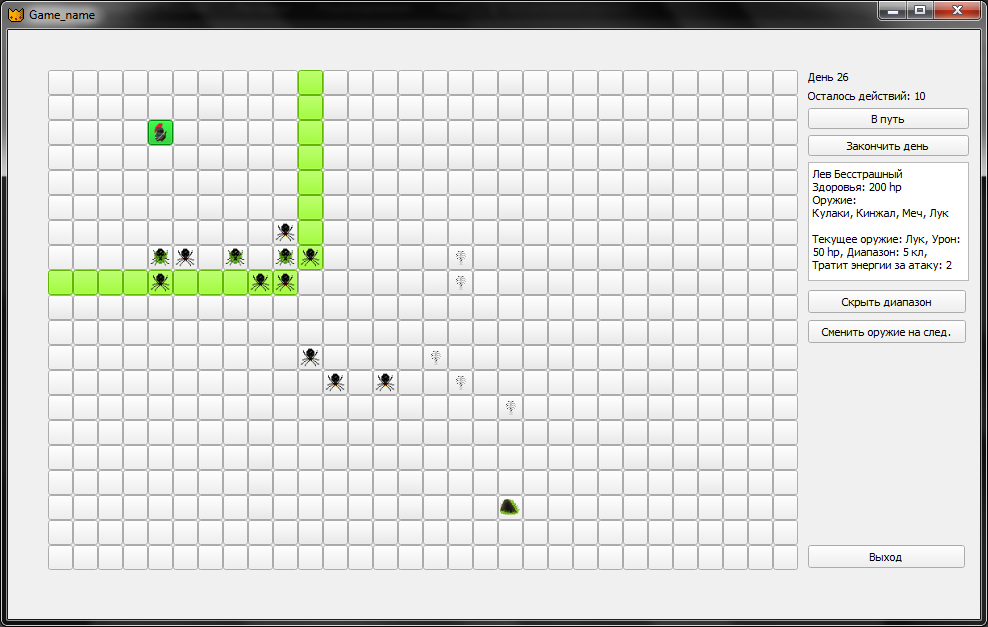 Game_name
День 26
Осталось действий: 10
В путь
Закончить день
Лев Бесстрашный
Здоровья: 200 hp
Оружие:
Кулаки, Кинжал, Меч, Лук
Текущее оружие: Лук, Урон:
50 hp, Диапазон: 5 кл,
Тратит энергии за атаку: 2
Скрыть диапазон
Сменить оружие на след.
Выход